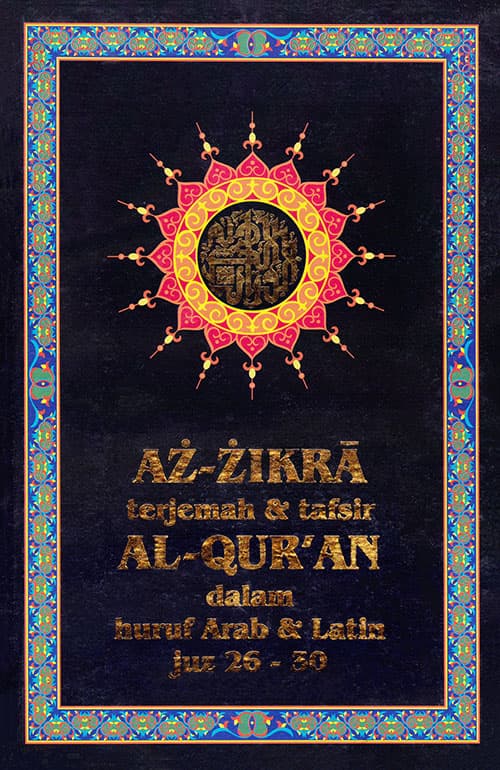 AŻ-ŻIKRĀ
terjemah & tafsir
AL-QUR'AN
dalam
huruf Arab & Latin
juz 26 - 30